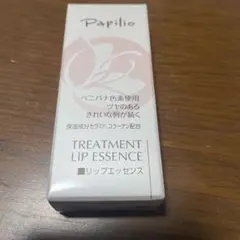 Papilio
ベニバナ色素使用
ツヤのある
きれいな唇が続く
保湿成分セラミド、コラーゲン配合
TREATMENT
LIP ESSENCE
■リップエッセンス